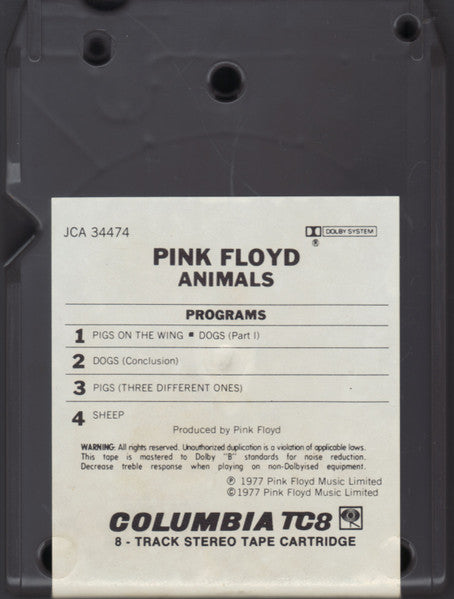 JCA 34474
DOLBY SYSTEM
®
PINK FLOYD
ANIMALS
PROGRAMS
1 PIGS ON THE WING ▪ DOGS (Part I)
2 DOGS (Conclusion)
3 PIGS (THREE DIFFERENT ONES)
4 SHEEP
Produced by Pink Floyd
WARNING: All rights reserved. Unauthorized duplication is a violation of applicable laws.
This tape is mastered to Dolby "B" standards for noise reduction.
Decrease treble response when playing on non-Dolbyised equipment.
℗ 1977 Pink Floyd Music Limited
©1977 Pink Floyd Music Limited
COLUMBIA TC8
8 - TRACK STEREO TAPE CARTRIDGE